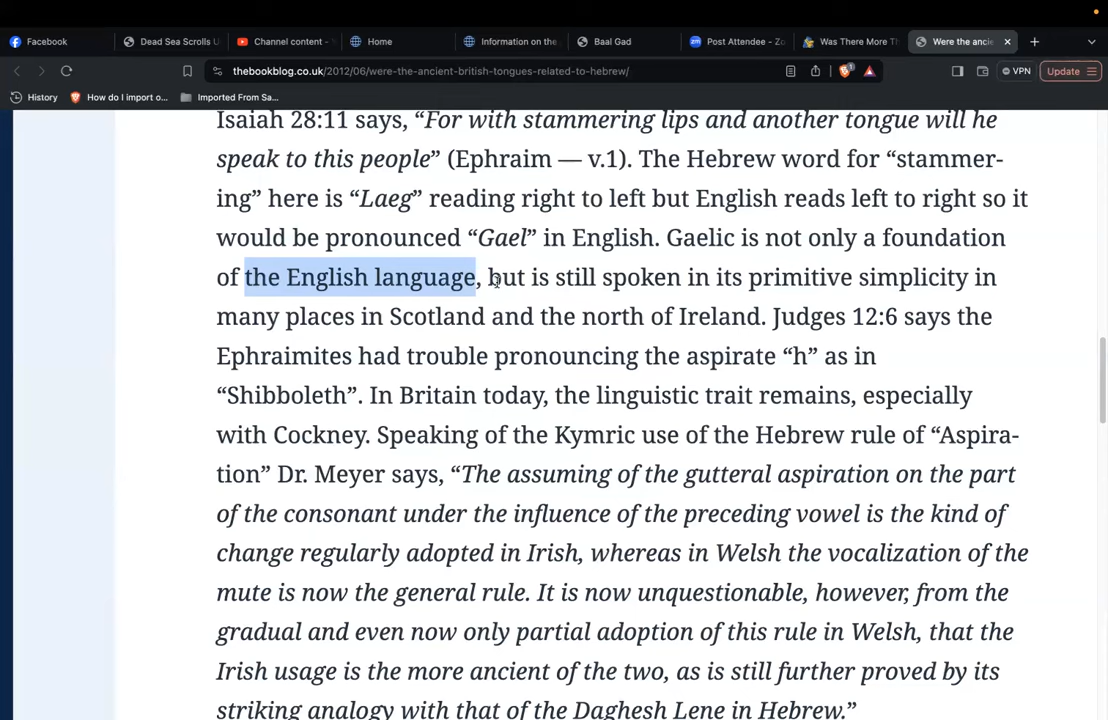 Facebook
Dead Sea Scrolls U
Channel content -
Home
Information on the
Baal Gad
Post Attendee - Zo
Was There More Th
Were the ancie
thebookblog.co.uk/2012/06/were-the-ancient-british-tongues-related-to-hebrew/
1
VPN
Update
History
How do I import o...
Imported From Sa...
Isaiah 28:11 says, “For with stammering lips and another tongue will he
speak to this people” (Ephraim — v.1). The Hebrew word for “stammer-
ing” here is “Laeg” reading right to left but English reads left to right so it
would be pronounced “Gael” in English. Gaelic is not only a foundation
of the English language, but is still spoken in its primitive simplicity in
many places in Scotland and the north of Ireland. Judges 12:6 says the
Ephraimites had trouble pronouncing the aspirate “h” as in
“Shibboleth”. In Britain today, the linguistic trait remains, especially
with Cockney. Speaking of the Kymric use of the Hebrew rule of “Aspira-
tion” Dr. Meyer says, “The assuming of the gutteral aspiration on the part
of the consonant under the influence of the preceding vowel is the kind of
change regularly adopted in Irish, whereas in Welsh the vocalization of the
mute is now the general rule. It is now unquestionable, however, from the
gradual and even now only partial adoption of this rule in Welsh, that the
Irish usage is the more ancient of the two, as is still further proved by its
striking analogy with that of the Daghesh Lene in Hebrew.”